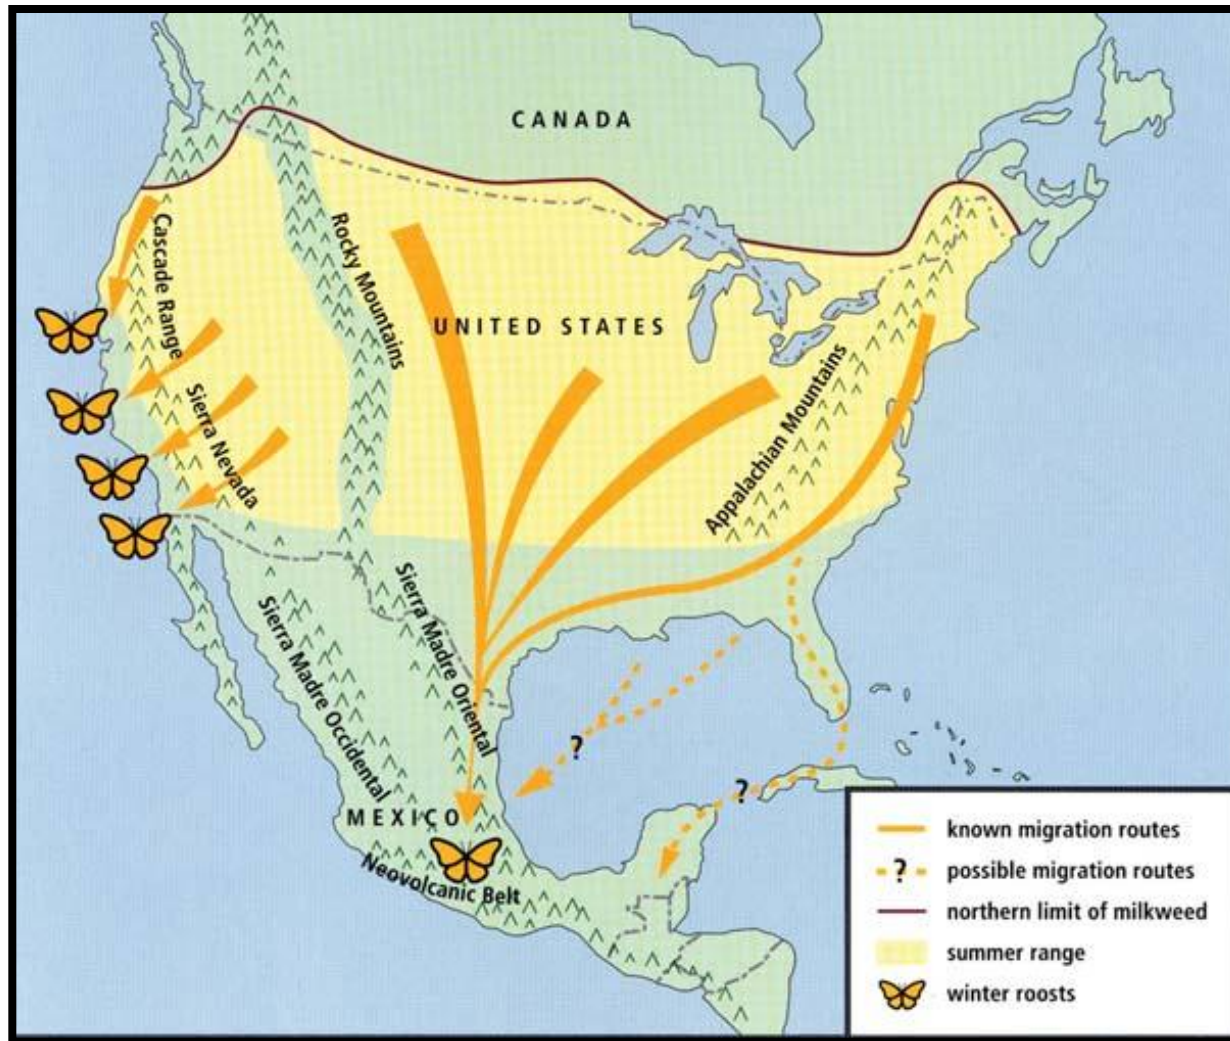 CANADA
Cascade Range
Rocky Mountains
UNITED STATES
Sierra Nevada
Appalachian Mountains
Sierra Madre Occidental
Sierra Madre Oriental
?
?
MEXICO
Neovolcanic Belt
known migration routes
? possible migration routes
northern limit of milkweed
summer range
winter roosts